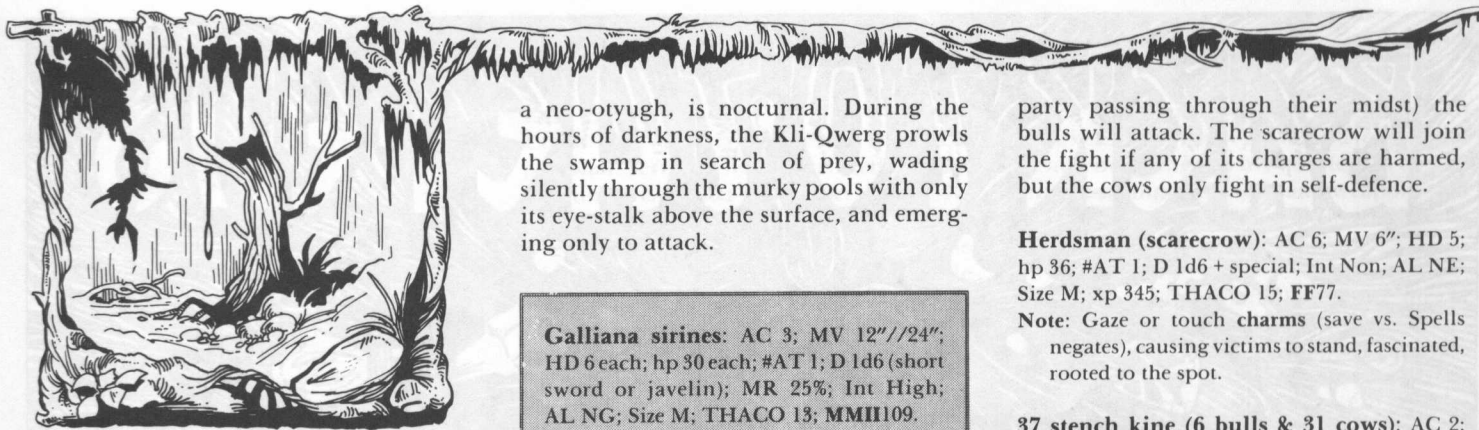 a neo-otyugh, is nocturnal. During the
hours of darkness, the Kli-Qwerg prowls
the swamp in search of prey, wading
silently through the murky pools with only
its eye-stalk above the surface, and emerg-
ing only to attack.
Galliana sirines: AC 3; MV 12"//24";
HD 6 each; hp 30 each; #AT 1; D 1d6 (short
sword or javelin); MR 25%; Int High;
AL NG; Size M; THACO 13; MMII109.
party passing through their midst) the
bulls will attack. The scarecrow will join
the fight if any of its charges are harmed,
but the cows only fight in self-defence.
Herdsman (scarecrow): AC 6; MV 6"; HD 5;
hp 36; #AT 1; D 1d6 + special; Int Non; AL NE;
Size M; xp 345; THACO 15; FF77.
Note: Gaze or touch charms (save vs. Spells
negates), causing victims to stand, fascinated,
rooted to the spot.
37 stench kine (6 bulls & 31 cows): AC 2;